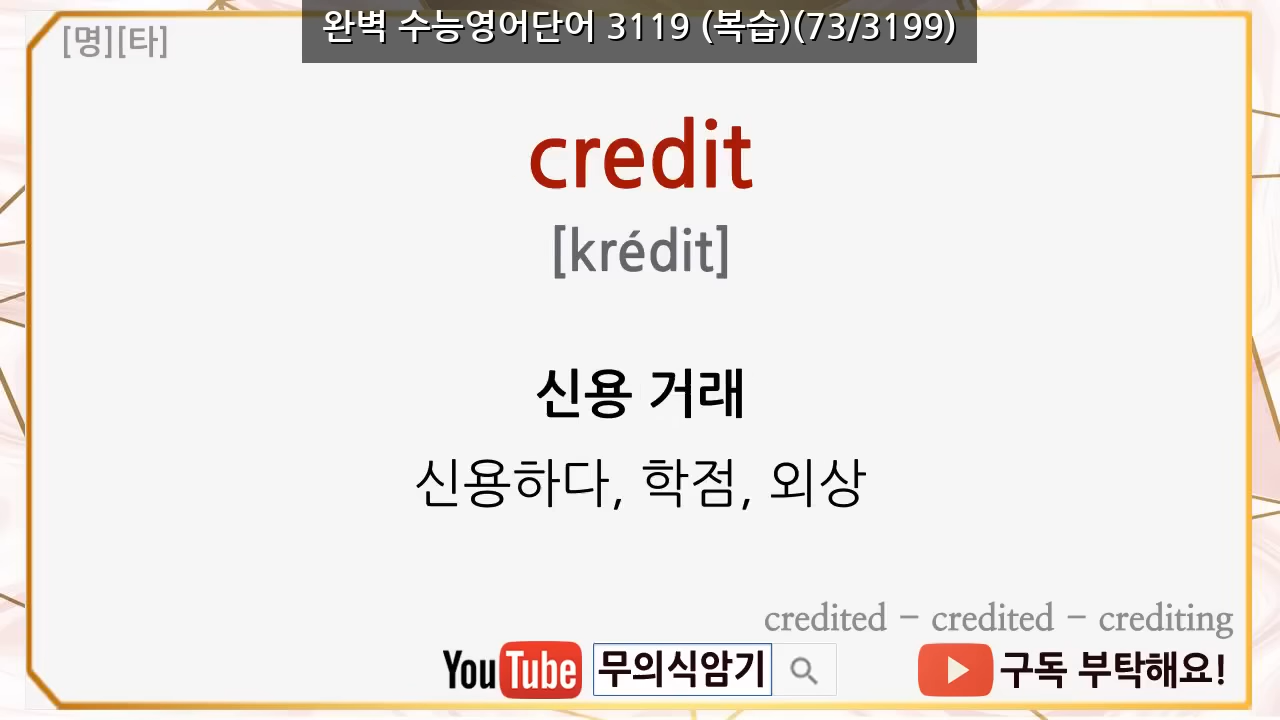 완벽 수능영어단어 3119 (복습)(73/3199)
[명][타]
credit
[krédit]
신용 거래
신용하다, 학점, 외상
credited - credited - crediting
YouTube 무의식암기 구독 부탁해요!